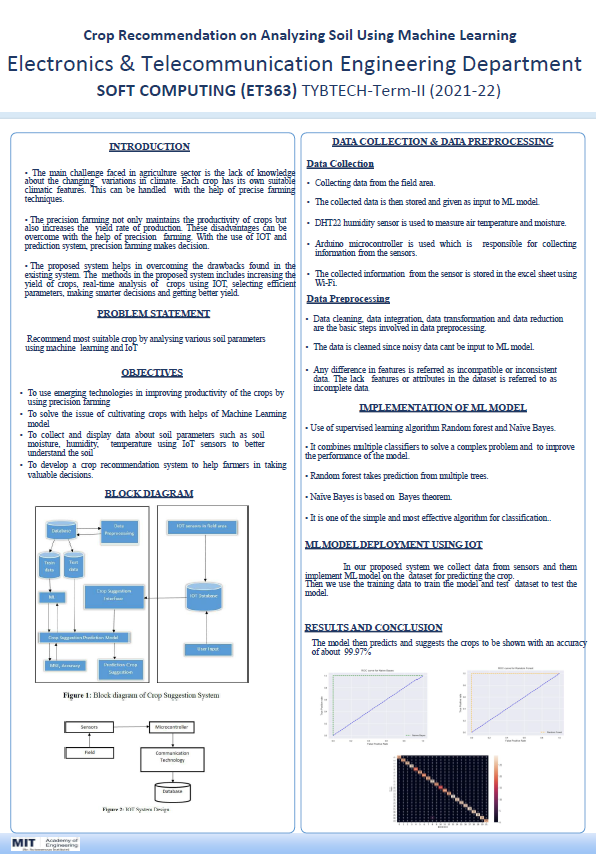 Crop Recommendation on Analyzing Soil Using Machine Learning
Electronics & Telecommunication Engineering Department
SOFT COMPUTING (ET363) TYBTECH-Term-II (2021-22)
INTRODUCTION
• The main challenge faced in agriculture sector is the lack of knowledge
about the changing variations in climate. Each crop has its own suitable
climatic features. This can be handled with the help of precise farming
techniques.
• The precision farming not only maintains the productivity of crops but
also increases the yield rate of production. These disadvantages can be
overcome with the help of precision farming. With the use of IOT and
prediction system, precision farming makes decision.
• The proposed system helps in overcoming the drawbacks found in the
existing system. The methods in the proposed system includes increasing the
yield of crops, real-time analysis of crops using IOT, selecting efficient
parameters, making smarter decisions and getting better yield.
PROBLEM STATEMENT
Recommend most suitable crop by analysing various soil parameters
using machine learning and IoT
OBJECTIVES
• To use emerging technologies in improving productivity of the crops by
using precision farming
• To solve the issue of cultivating crops with helps of Machine Learning
model
• To collect and display data about soil parameters such as soil
moisture, humidity, temperature using IoT sensors to better
understand the soil
• To develop a crop recommendation system to help farmers in taking
valuable decisions.
BLOCK DIAGRAM
Database
Data
Preprocessing
IOT sensors in field area
Train
data
Test
data
ML
Crop Suggestion
Interface
IOT Database
Crop Suggestion Prediction Model
User Input
MSE, Accuracy
Prediction Crop
Suggestion
Figure 1: Block diagram of Crop Suggestion System
Sensors
Microcontroller
Field
Communication
Technology
Database
Figure 2: IOT System Design
DATA COLLECTION & DATA PREPROCESSING
Data Collection
• Collecting data from the field area.
• The collected data is then stored and given as input to ML model.
• DHT22 humidity sensor is used to measure air temperature and moisture.
• Arduino microcontroller is used which is responsible for collecting
information from the sensors.
• The collected information from the sensor is stored in the excel sheet using
Wi-Fi.
Data Preprocessing
• Data cleaning, data integration, data transformation and data reduction
are the basic steps involved in data preprocessing.
• The data is cleaned since noisy data cant be input to ML model.
• Any difference in features is referred as incompatible or inconsistent
data. The lack features or attributes in the dataset is referred to as
incomplete data
IMPLEMENTATION OF ML MODEL
• Use of supervised learning algorithm Random forest and Naive Bayes.
• It combines multiple classifiers to solve a complex problem and to improve
the performance of the model.
• Random forest takes prediction from multiple trees.
• Naïve Bayes is based on Bayes theorem.
• It is one of the simple and most effective algorithm for classification..
ML MODEL DEPLOYMENT USING IOT
In our proposed system we collect data from sensors and them
implement ML model on the dataset for predicting the crop.
Then we use the training data to train the model and test dataset to test the
model.
RESULTS AND CONCLUSION
The model then predicts and suggests the crops to be shown with an accuracy
of about 99.97%
MIT Academy of
Engineering